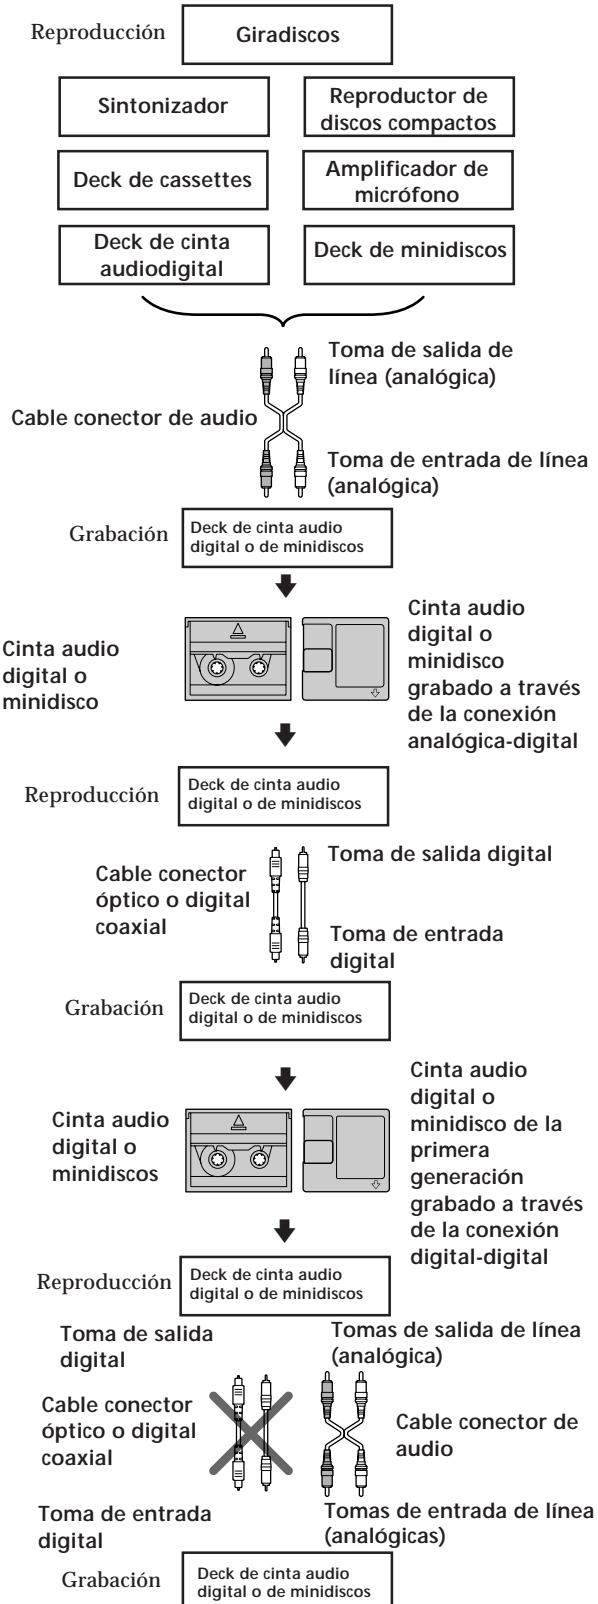 Reproducción
Giradiscos
Sintonizador
Reproductor de
discos compactos
Deck de cassettes
Amplificador de
micrófono
Deck de cinta
audiodigital
Deck de minidiscos
Toma de salida de
línea (analógica)
Cable conector de audio
Toma de entrada de línea
(analógica)
Grabación
Deck de cinta audio
digital o de minidiscos
Cinta audio
digital o
minidisco
Cinta audio
digital o
minidisco
grabado a través
de la conexión
analógica-digital
Reproducción
Deck de cinta audio
digital o de minidiscos
Cable conector
óptico o digital
coaxial
Toma de salida digital
Toma de entrada
digital
Grabación
Deck de cinta audio
digital o de minidiscos
Cinta audio
digital o
minidiscos
Cinta audio
digital o
minidisco de la
primera
generación
grabado a través
de la conexión
digital-digital
Reproducción
Deck de cinta audio
digital o de minidiscos
Toma de salida
digital
Tomas de salida de línea
(analógica)
Cable conector
óptico o digital
coaxial
Cable conector de
audio
Toma de entrada
digital
Tomas de entrada de línea
(analógicas)
Grabación
Deck de cinta audio
digital o de minidiscos